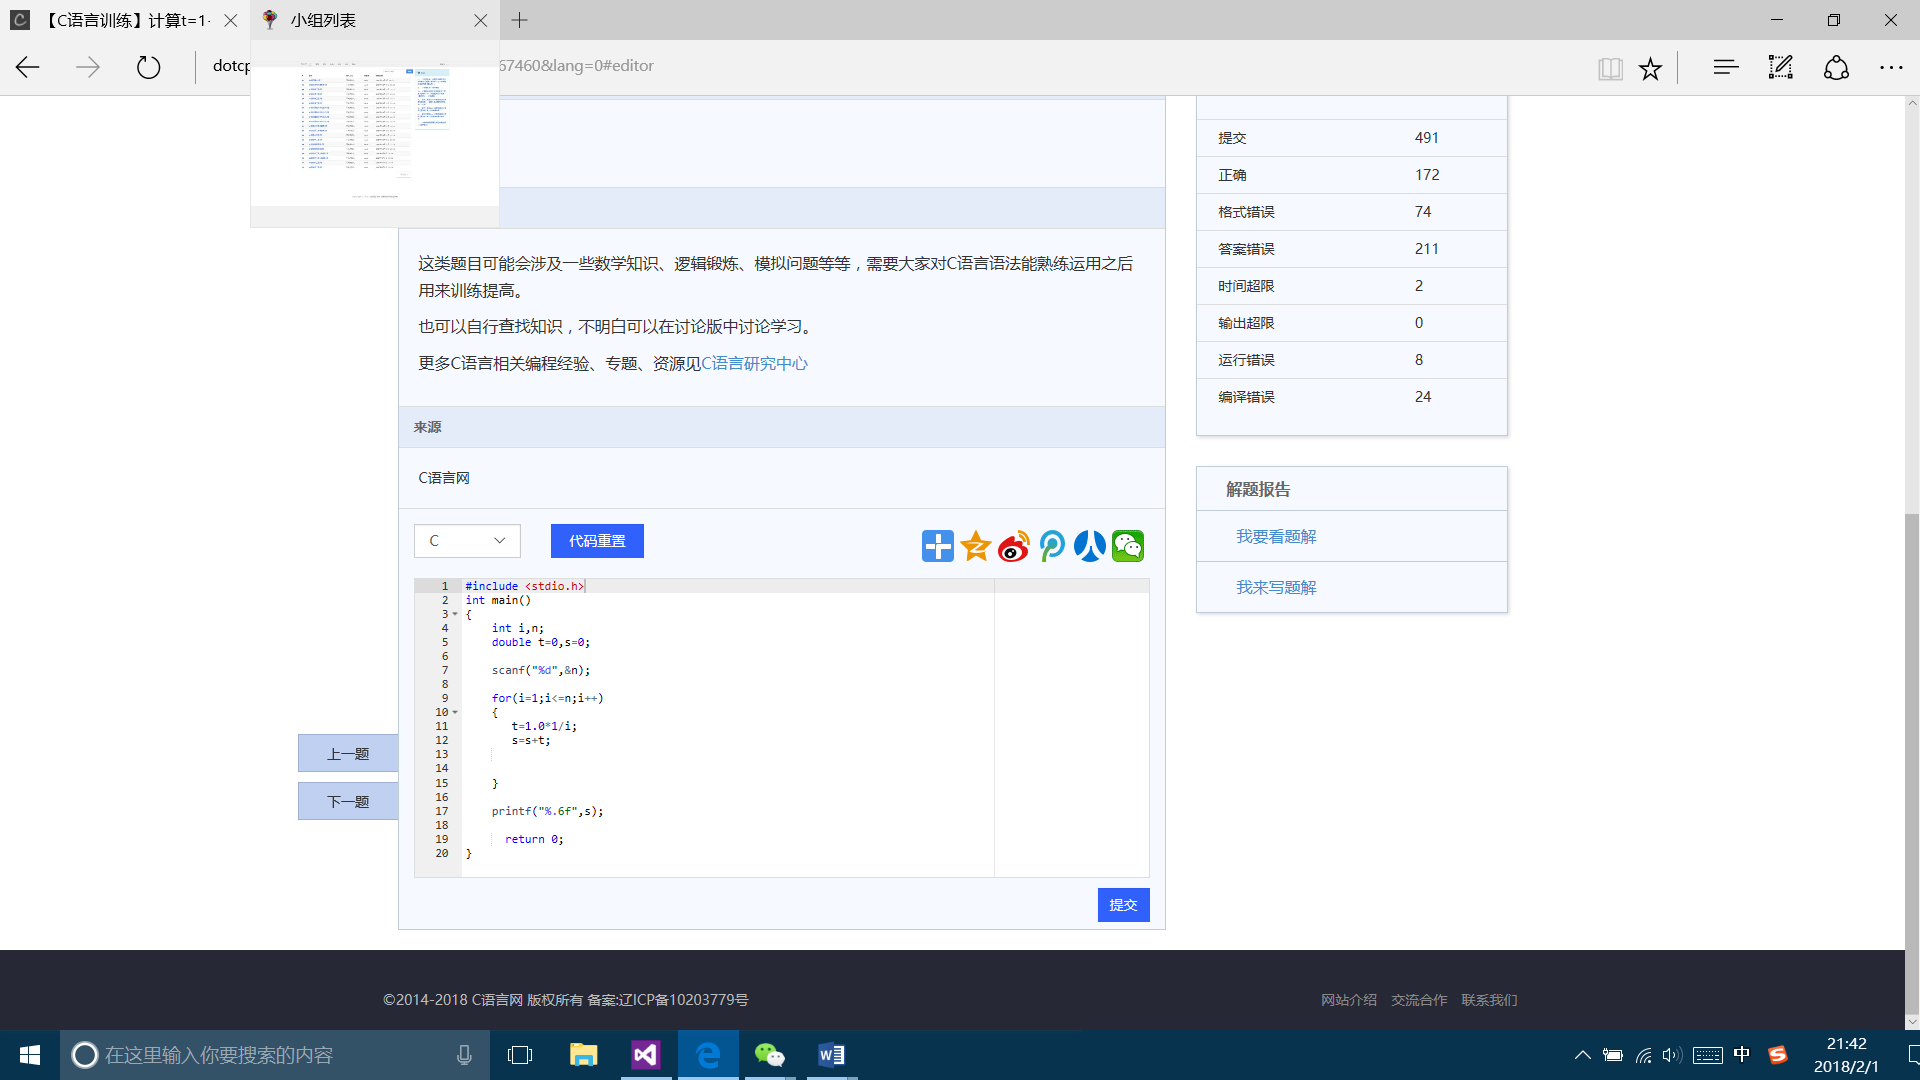 【C语言训练】计算t=1·
小组列表
dotcp
67460&lang=0#editor
这类题目可能会涉及一些数学知识、逻辑锻炼、模拟问题等等，需要大家对C语言语法能熟练运用之后
用来训练提高。
也可以自行查找知识，不明白可以在讨论版中讨论学习。
更多C语言相关编程经验、专题、资源见C语言研究中心
来源
C语言网
C
代码重置
1 #include <stdio.h>
2 int main()
3 {
4 int i,n;
5 double t=0,s=0;
6
7 scanf("%d",&n);
8
9 for(i=1;i<=n;i++)
10 {
11 t=1.0*1/i;
12 s=s+t;
13
14
15 }
16
17 printf("%.6f",s);
18
19 return 0;
20 }
提交
上一题
下一题
提交 491
正确 172
格式错误 74
答案错误 211
时间超限 2
输出超限 0
运行错误 8
编译错误 24
解题报告
我要看题解
我来写题解
©2014-2018 C语言网 版权所有 备案:辽ICP备10203779号
网站介绍 交流合作 联系我们
在这里输入你要搜索的内容
中
21:42
2018/2/1